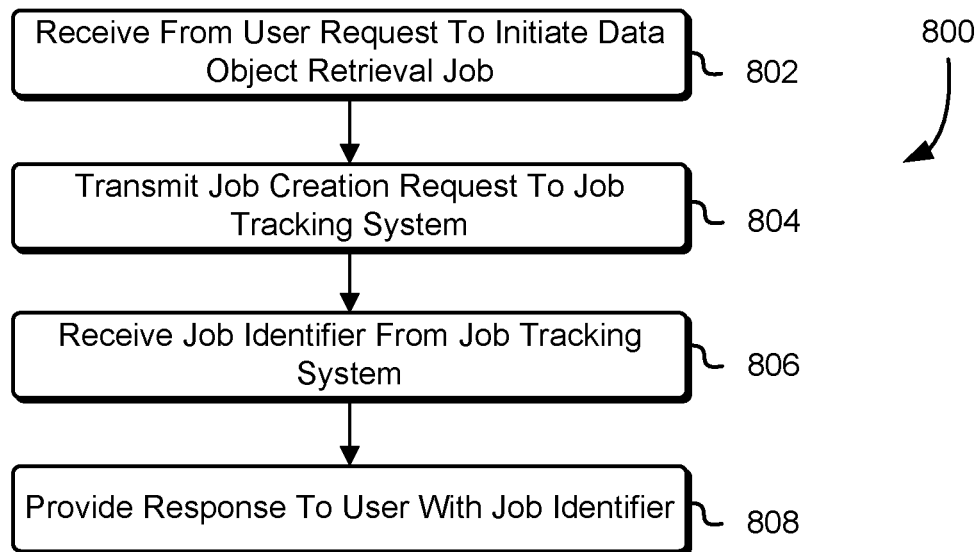 Receive From User Request To Initiate Data
Object Retrieval Job
802
800
Transmit Job Creation Request To Job
Tracking System
804
Receive Job Identifier From Job Tracking
System
806
Provide Response To User With Job Identifier
808